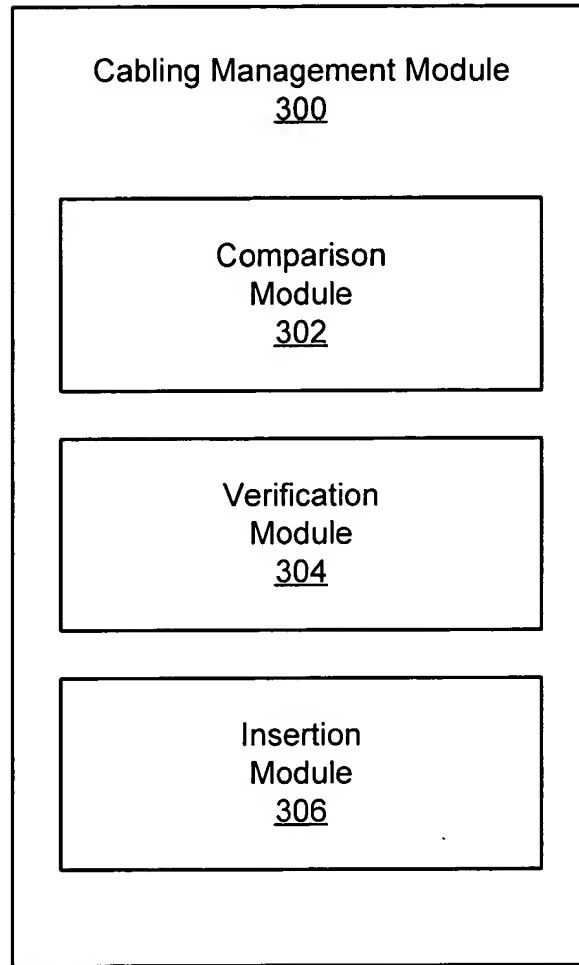 Cabling Management Module
300
Comparison
Module
302
Verification
Module
304
Insertion
Module
306